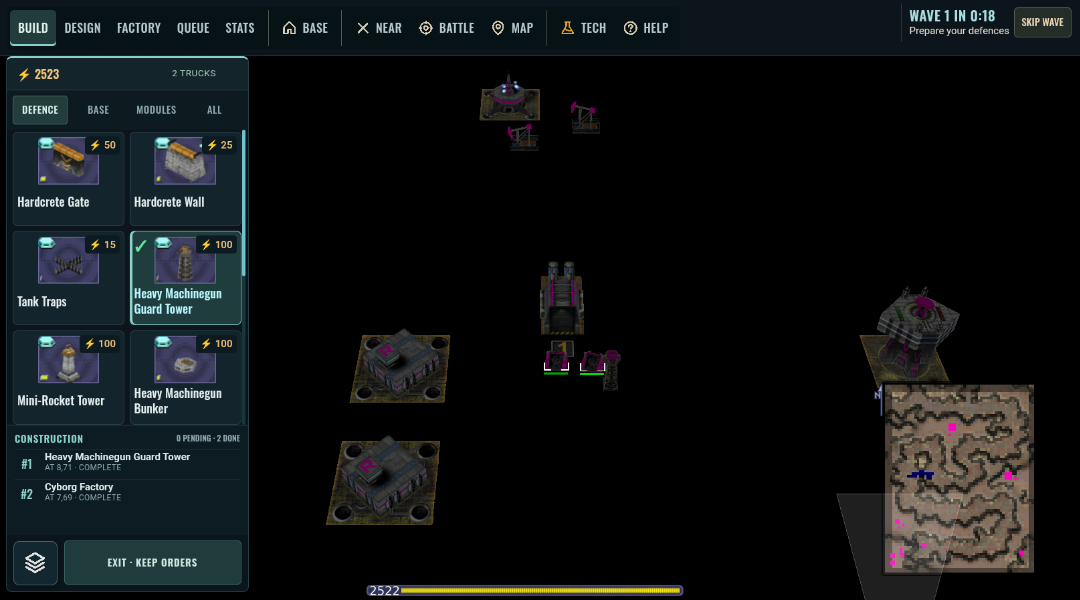 BUILD
DESIGN
FACTORY
QUEUE
STATS
BASE
NEAR
BATTLE
MAP
TECH
HELP
WAVE 1 IN 0:18
Prepare your defences
SKIP WAVE
2523
2 TRUCKS
DEFENCE
BASE
MODULES
ALL
50
Hardcrete Gate
25
Hardcrete Wall
15
Tank Traps
100
Heavy Machinegun
Guard Tower
100
Mini-Rocket Tower
100
Heavy Machinegun
Bunker
CONSTRUCTION
0 PENDING · 2 DONE
#1
Heavy Machinegun Guard Tower
AT 8,71 · COMPLETE
#2
Cyborg Factory
AT 7,69 · COMPLETE
EXIT · KEEP ORDERS
1
N
2522